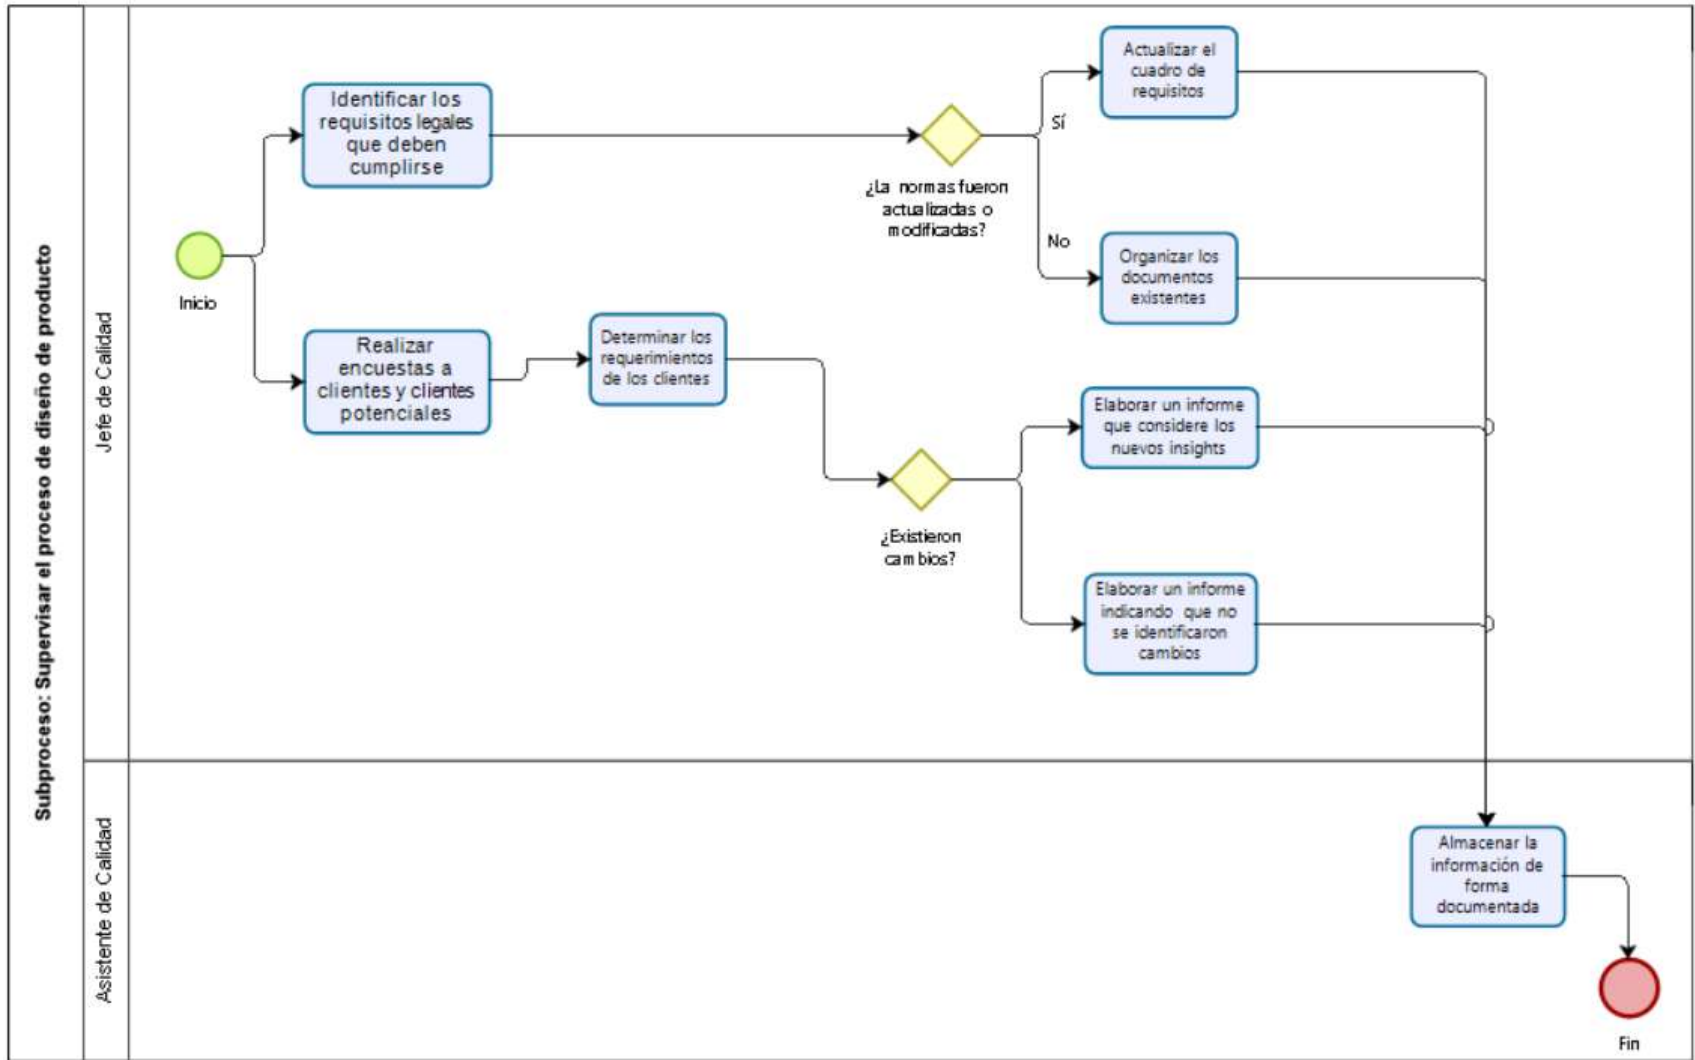 Subproceso: Supervisar el proceso de diseño de producto
Jefe de Calidad
Inicio
Identificar los
requisitos legales
que deben
cumplirse
¿La normas fueron
actualizadas o
modificadas?
Sí
Actualizar el
cuadro de
requisitos
No
Organizar los
documentos
existentes
Realizar
encuestas a
clientes y clientes
potenciales
Determinar los
requerimientos
de los clientes
¿Existieron
cambios?
Elaborar un informe
que considere los
nuevos insights
Elaborar un informe
indicando que no
se identificaron
cambios
Asistente de Calidad
Almacenar la
información de
forma
documentada
Fin